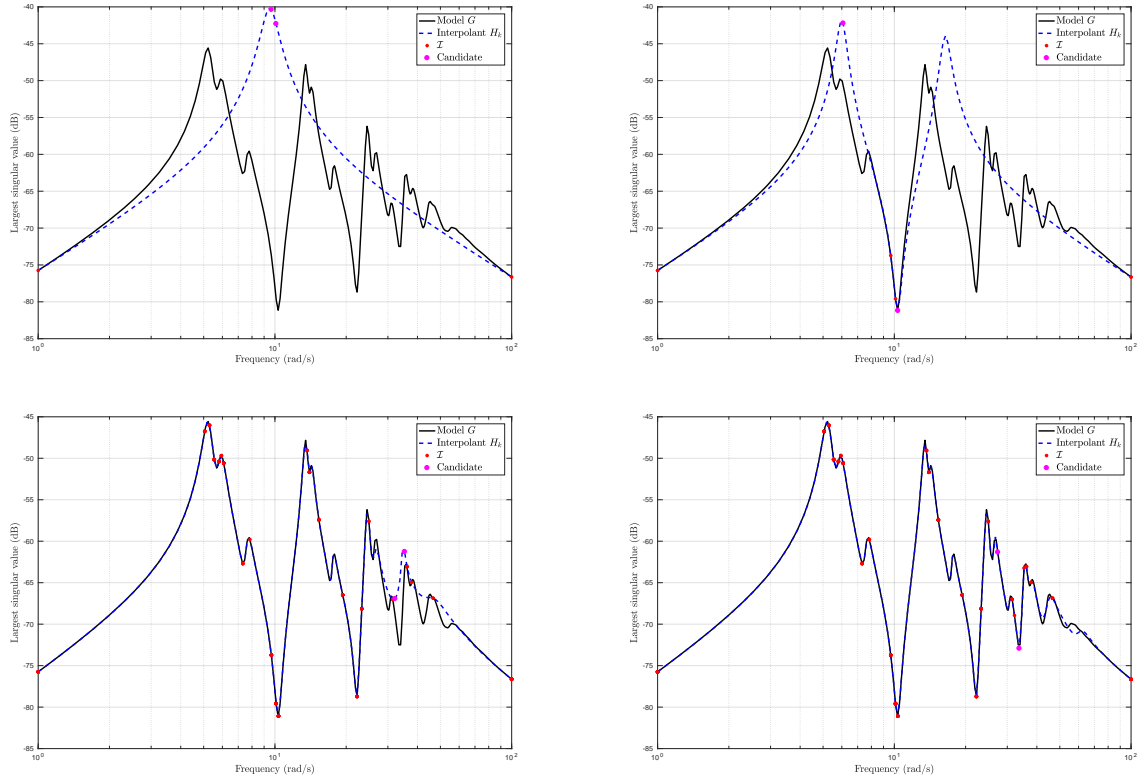 -40
-45
-50
-55
-60
-65
-70
-75
-80
-85
Largest singular value (dB)
10^0
10^1
10^2
Frequency (rad/s)
Model G
Interpolant H_k
ℐ
Candidate
-40
-45
-50
-55
-60
-65
-70
-75
-80
-85
Largest singular value (dB)
10^0
10^1
10^2
Frequency (rad/s)
Model G
Interpolant H_k
ℐ
Candidate
-45
-50
-55
-60
-65
-70
-75
-80
-85
Largest singular value (dB)
10^0
10^1
10^2
Frequency (rad/s)
Model G
Interpolant H_k
ℐ
Candidate
-45
-50
-55
-60
-65
-70
-75
-80
-85
Largest singular value (dB)
10^0
10^1
10^2
Frequency (rad/s)
Model G
Interpolant H_k
ℐ
Candidate